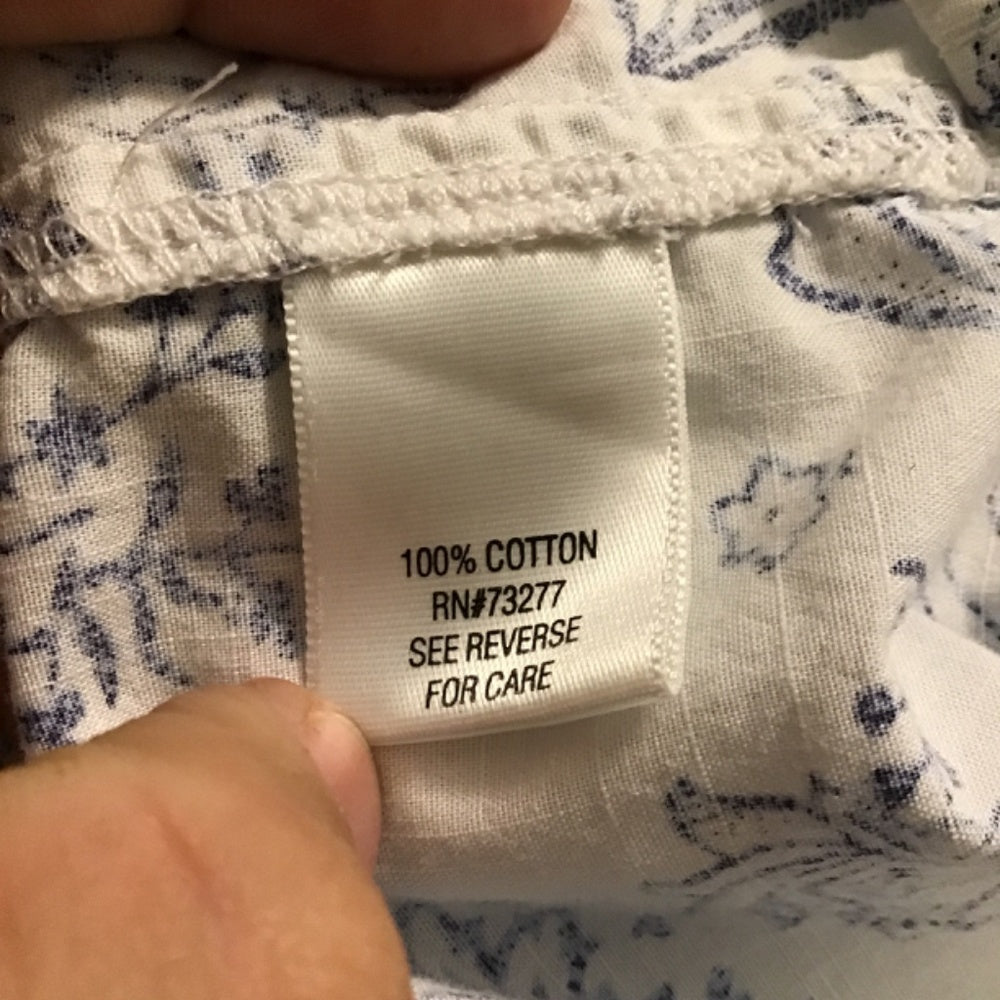 100% COTTON
RN#73277
SEE REVERSE
FOR CARE